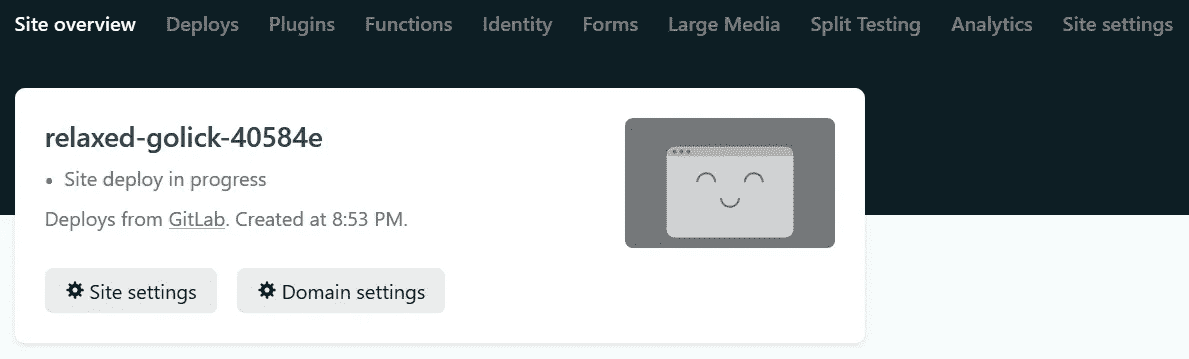 Site overview Deploys Plugins Functions Identity Forms Large Media Split Testing Analytics Site settings
relaxed-golick-40584e
• Site deploy in progress
Deploys from GitLab. Created at 8:53 PM.
Site settings Domain settings